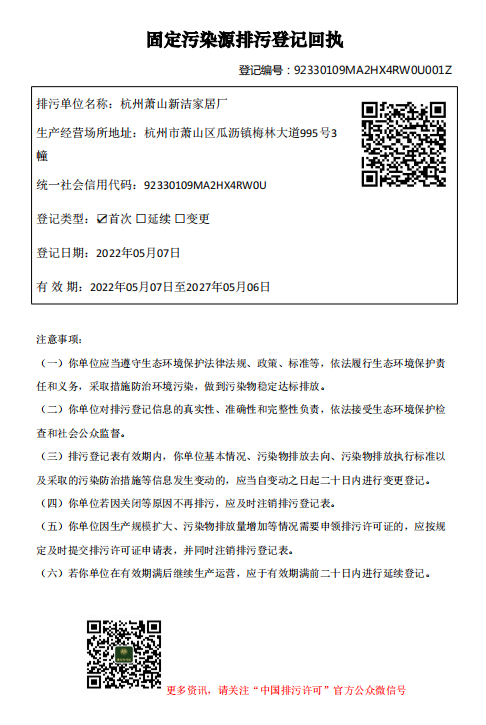 固定污染源排污登记回执
登记编号：92330109MA2HX4RW0U001Z
排污单位名称：杭州萧山新洁家居厂
生产经营场所地址：杭州市萧山区瓜沥镇梅林大道995号3
幢
统一社会信用代码：92330109MA2HX4RW0U
登记类型：☑首次 ☐延续 ☐变更
登记日期：2022年05月07日
有 效 期：2022年05月07日至2027年05月06日
注意事项：
（一）你单位应当遵守生态环境保护法律法规、政策、标准等，依法履行生态环境保护责
任和义务，采取措施防治环境污染，做到污染物稳定达标排放。
（二）你单位对排污登记信息的真实性、准确性和完整性负责，依法接受生态环境保护检
查和社会公众监督。
（三）排污登记表有效期内，你单位基本情况、污染物排放去向、污染物排放执行标准以
及采取的污染防治措施等信息发生变动的，应当自变动之日起二十日内进行变更登记。
（四）你单位若因关闭等原因不再排污，应及时注销排污登记表。
（五）你单位因生产规模扩大、污染物排放量增加等情况需要申领排污许可证的，应按规
定及时提交排污许可证申请表，并同时注销排污登记表。
（六）若你单位在有效期满后继续生产运营，应于有效期满前二十日内进行延续登记。
更多资讯，请关注“中国排污许可”官方公众微信号